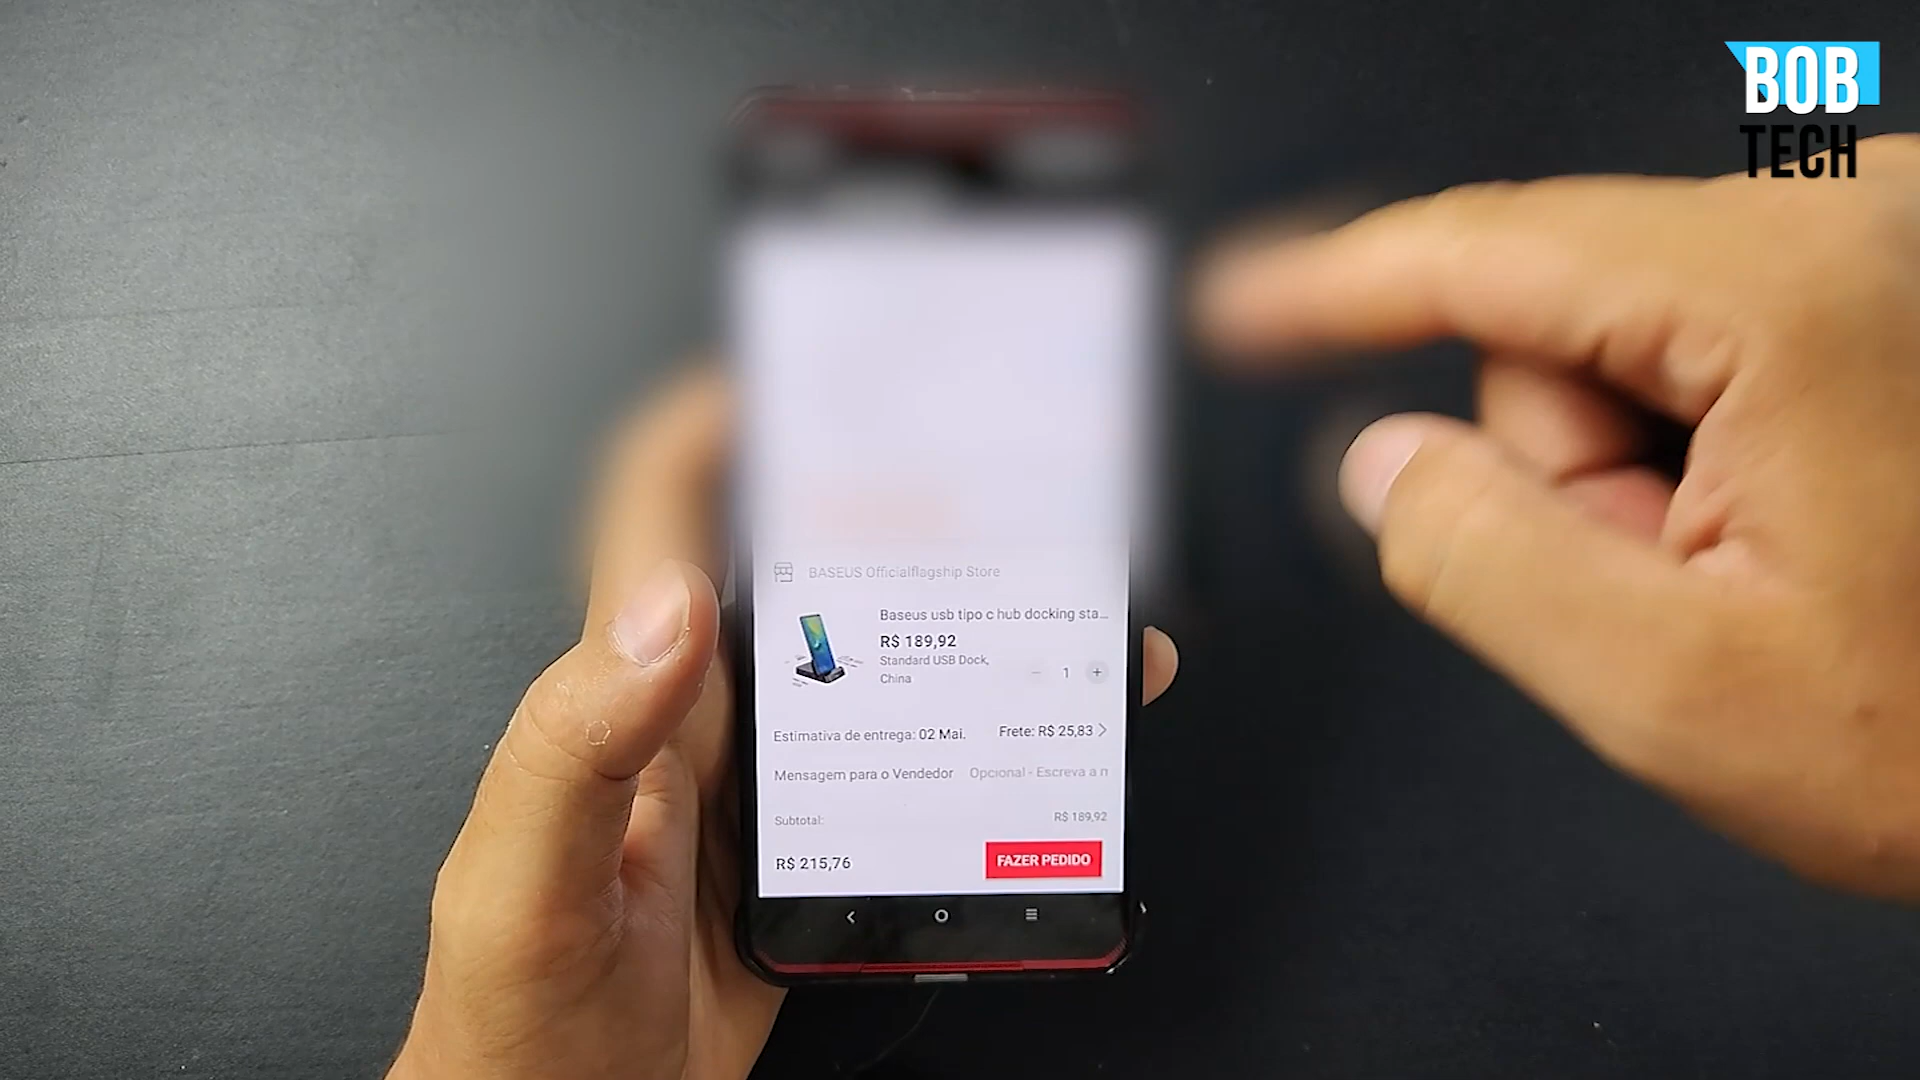 BOB
TECH
BASEUS Officialflagship Store
Baseus usb tipo c hub docking sta...
R$ 189,92
Standard USB Dock,
China
1
Estimativa de entrega: 02 Mai.
Frete: R$ 25,83
Mensagem para o Vendedor
Opcional - Escreva a
Subtotal:
R$ 189,92
R$ 215,76
FAZER PEDIDO